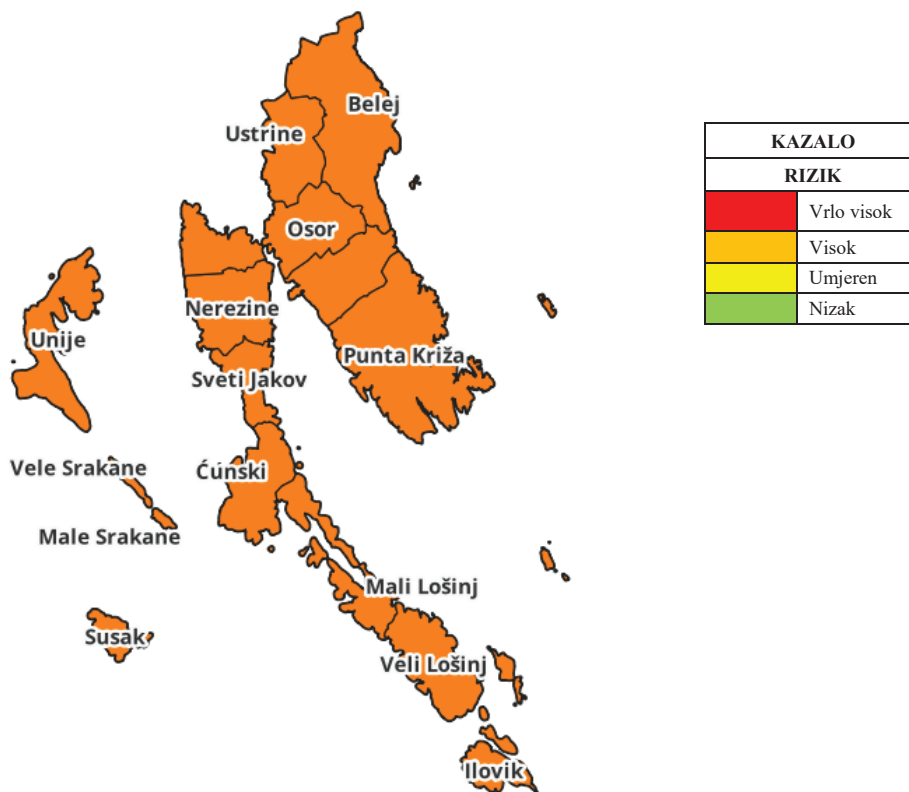 Belej
Ustrine
Osor
Nerezine
Unije
Punta Križa
Sveti Jakov
Vele Srakane
Ćunski
Male Srakane
Mali Lošinj
Susak
Veli Lošinj
Ilovik
KAZALO
RIZIK
Vrlo visok
Visok
Umjeren
Nizak